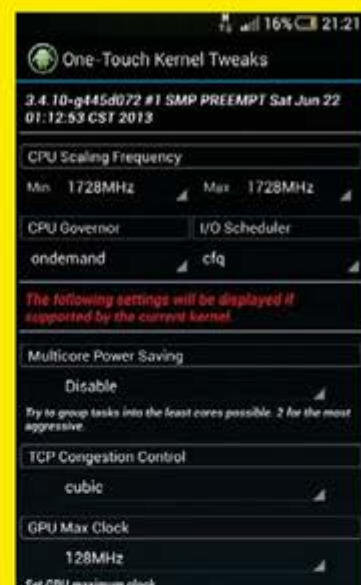 H 16% 21:21
One-Touch Kernel Tweaks
3.4.10-g445d072 #1 SMP PREEMPT Sat Jun 22
01:12:53 CST 2013
CPU Scaling Frequency
Min 1728MHz Max 1728MHz
CPU Governor I/O Scheduler
ondemand cfq
The following settings will be displayed if
supported by the current kernel
Multicore Power Saving
Disable
Try to group tasks into the least cores possible. 2 for the most
aggressive.
TCP Congestion Control
cubic
GPU Max Clock
128MHz
Set GPU maximum clock